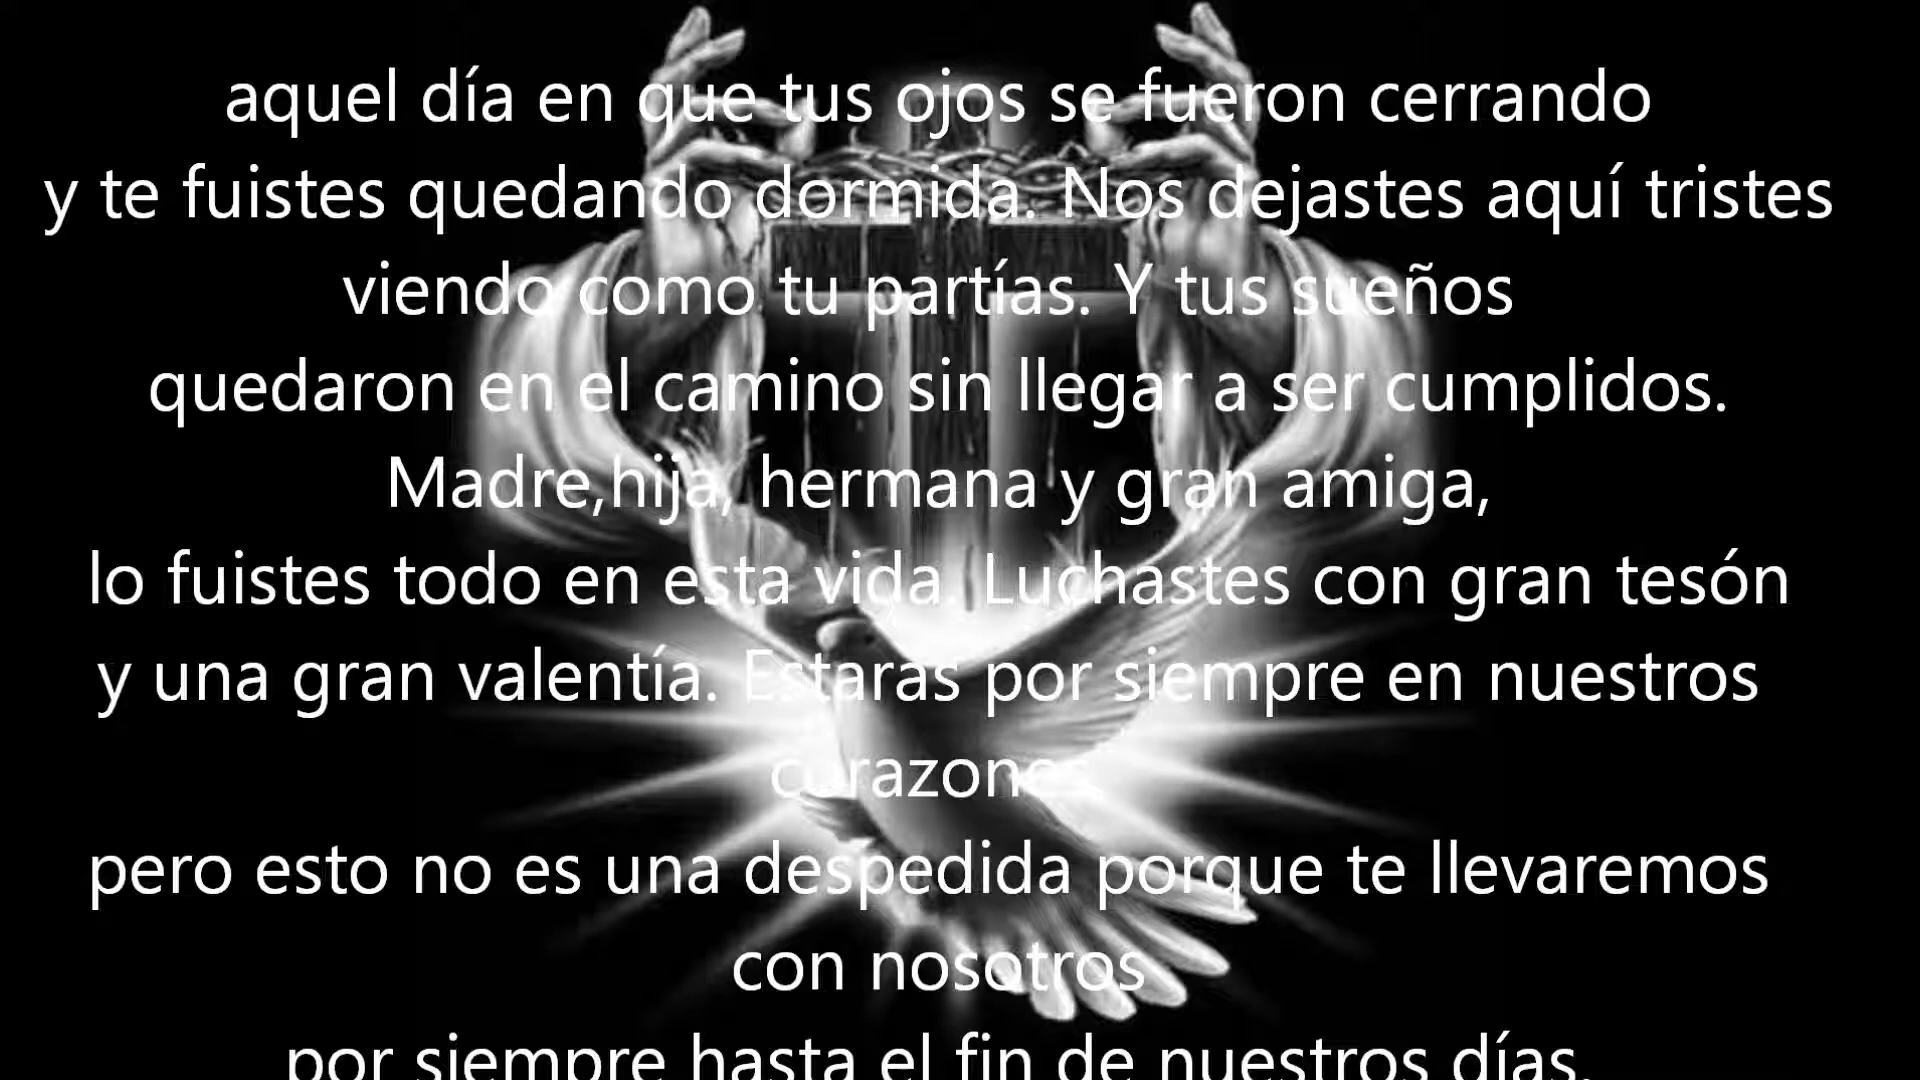 aquel día en que tus ojos se fueron cerrando
y te fuistes quedando dormida. Nos dejastes aquí tristes
viendo como tu partías. Y tus sueños
quedaron en el camino sin llegar a ser cumplidos.
Madre,hija, hermana y gran amiga,
lo fuistes todo en esta vida. Luchastes con gran tesón
y una gran valentía. Estaras por siempre en nuestros
corazones
pero esto no es una despedida porque te llevaremos
con nosotros
por siempre hasta el fin de nuestros días.